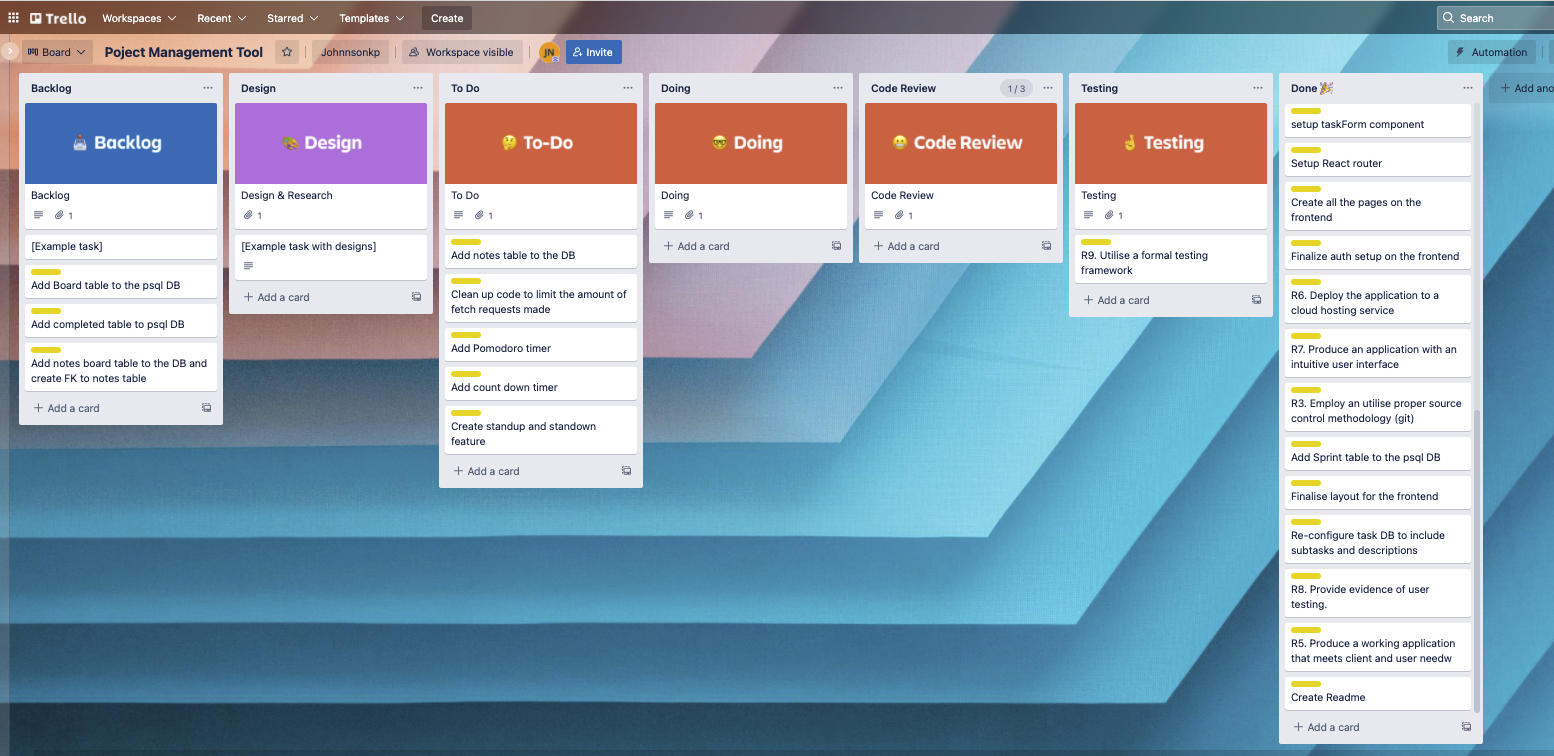 Trello Workspaces Recent Starred Templates Create Search
Board Poject Management Tool Johnnsonkp Workspace visible JN Invite Automation
Backlog
Backlog
Backlog
1
[Example task]
Add Board table to the psql DB
Add completed table to psql DB
Add notes board table to the DB and
create FK to notes table
+ Add a card
Design
Design
Design & Research
1
[Example task with designs]
+ Add a card
To Do
To-Do
To Do
1
Add notes table to the DB
Clean up code to limit the amount of
fetch requests made
Add Pomodoro timer
Add count down timer
Create standup and standown
feature
+ Add a card
Doing
Doing
Doing
1
+ Add a card
Code Review 1 / 3
Code Review
Code Review
1
+ Add a card
Testing
Testing
Testing
1
R9. Utilise a formal testing
framework
+ Add a card
Done 🎉
setup taskForm component
Setup React router
Create all the pages on the
frontend
Finalize auth setup on the frontend
R6. Deploy the application to a
cloud hosting service
R7. Produce an application with an
intuitive user interface
R3. Employ an utilise proper source
control methodology (git)
Add Sprint table to the psql DB
Finalise layout for the frontend
Re-configure task DB to include
subtasks and descriptions
R8. Provide evidence of user
testing.
R5. Produce a working application
that meets client and user needw
Create Readme
+ Add a card
+ Add ano